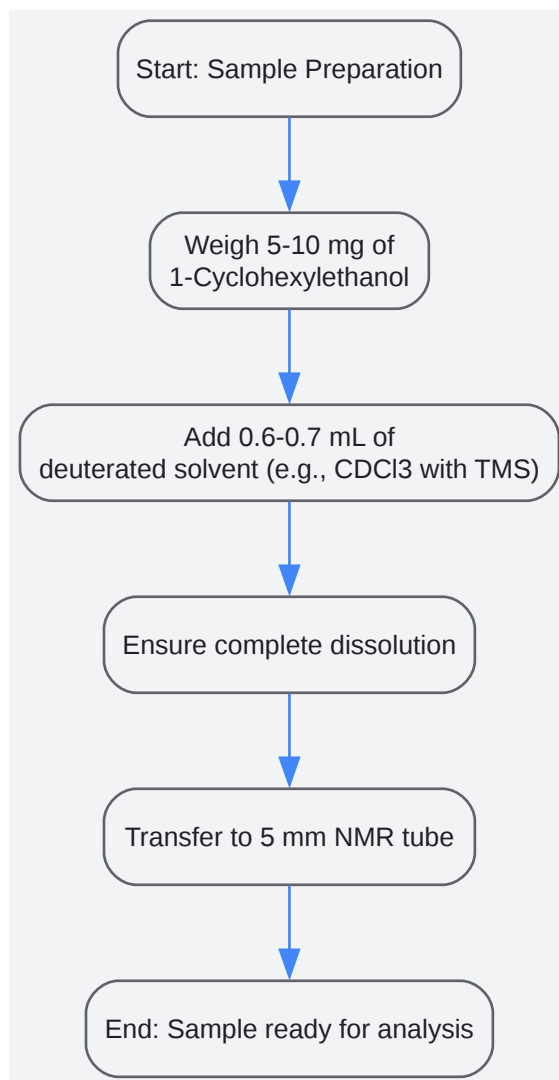 Start: Sample Preparation
Weigh 5-10 mg of
1-Cyclohexylethanol
Add 0.6-0.7 mL of
deuterated solvent (e.g., CDCl3 with TMS)
Ensure complete dissolution
Transfer to 5 mm NMR tube
End: Sample ready for analysis